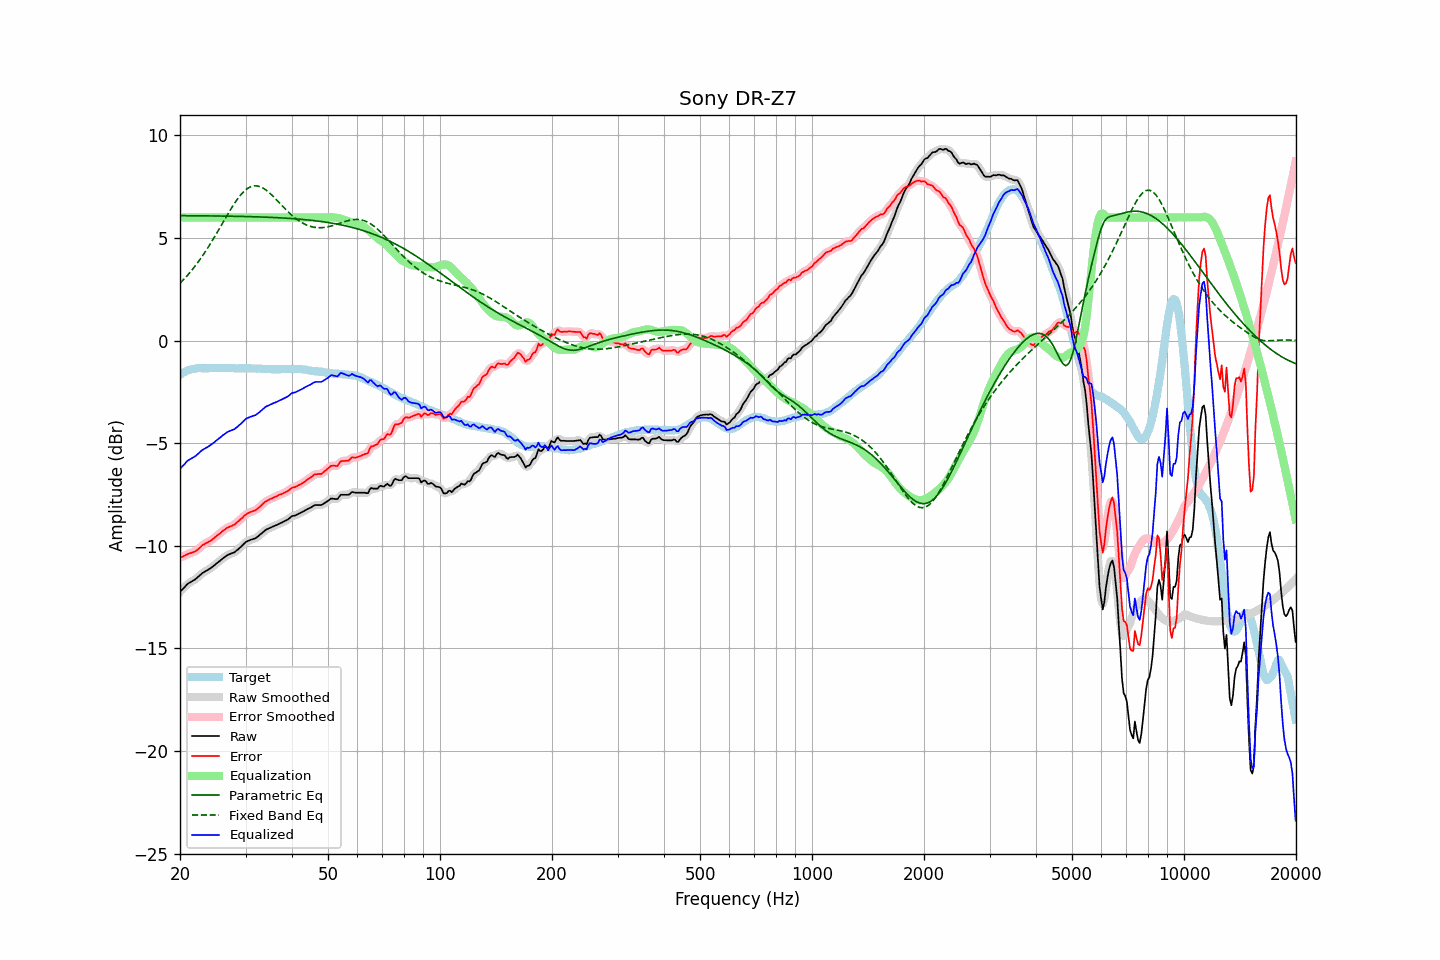 Sony DR-Z7
Amplitude (dBr)
10
5
0
−5
−10
−15
−20
−25
Target
Raw Smoothed
Error Smoothed
Raw
Error
Equalization
Parametric Eq
Fixed Band Eq
Equalized
20 50 100 200 500 1000 2000 5000 10000 20000
Frequency (Hz)